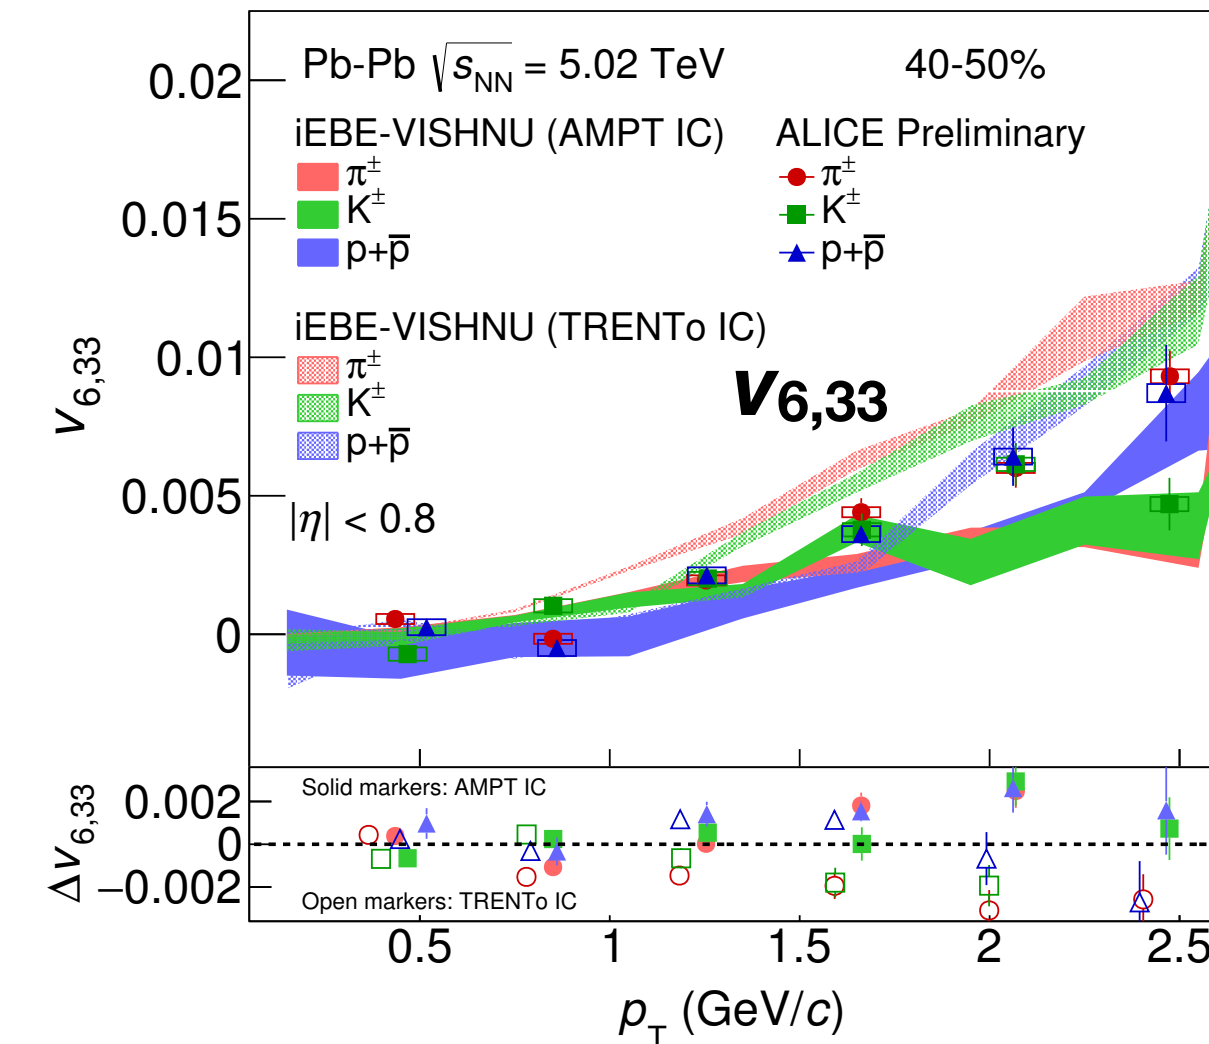 Pb-Pb √sNN = 5.02 TeV 40-50%
iEBE-VISHNU (AMPT IC) ALICE Preliminary
π± π±
K± K±
p+p̅ p+p̅
iEBE-VISHNU (TRENTo IC)
π±
K±
p+p̅
v6,33
|η| < 0.8
0.02
0.015
0.01
0.005
0
v6,33
Solid markers: AMPT IC
Open markers: TRENTo IC
0.002
0
−0.002
Δv6,33
0.5 1 1.5 2 2.5
pT (GeV/c)